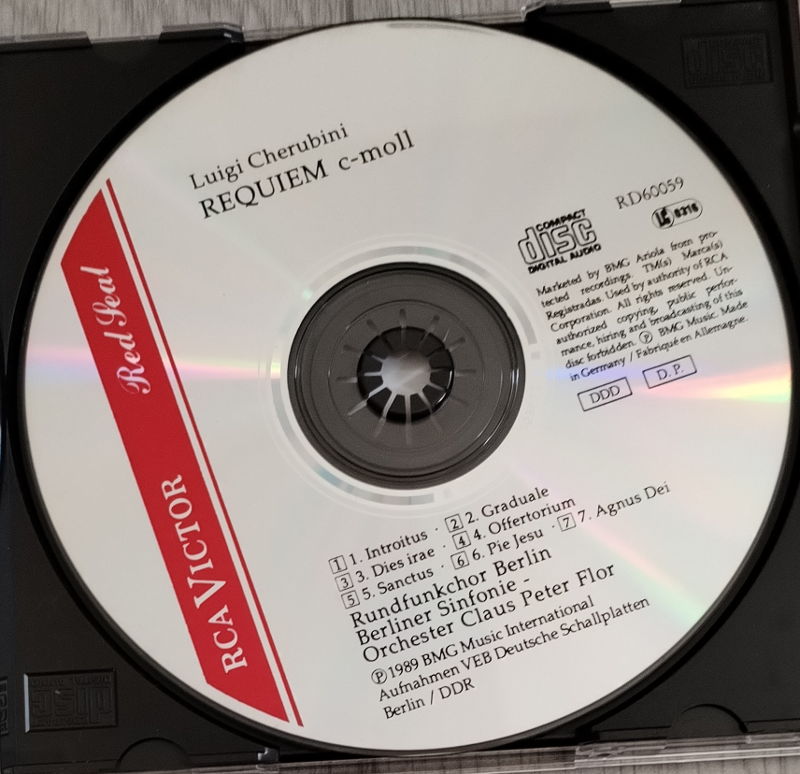 Luigi Cherubini
REQUIEM c-moll
RD60059
COMPACT
disc
DIGITAL AUDIO
LC 0316
Marketed by BMG Ariola from pro-
tected recordings. TM(s) Marca(s)
Registradas. Used by authority of RCA
Corporation. All rights reserved. Un-
authorized copying, public perfor-
mance, hiring and broadcasting of this
disc forbidden. Ⓟ BMG Music. Made
in Germany / Fabriqué en Allemagne.
DDD D. P.
RCA VICTOR Red Seal
1 1. Introitus · 2 2. Graduale
3 3. Dies irae · 4 4. Offertorium
5 5. Sanctus · 6 6. Pie Jesu · 7 7. Agnus Dei
Rundfunkchor Berlin
Berliner Sinfonie -
Orchester Claus Peter Flor
Ⓟ 1989 BMG Music International
Aufnahmen VEB Deutsche Schallplatten
Berlin / DDR
COMPACT
disc
DIGITAL AUDIO